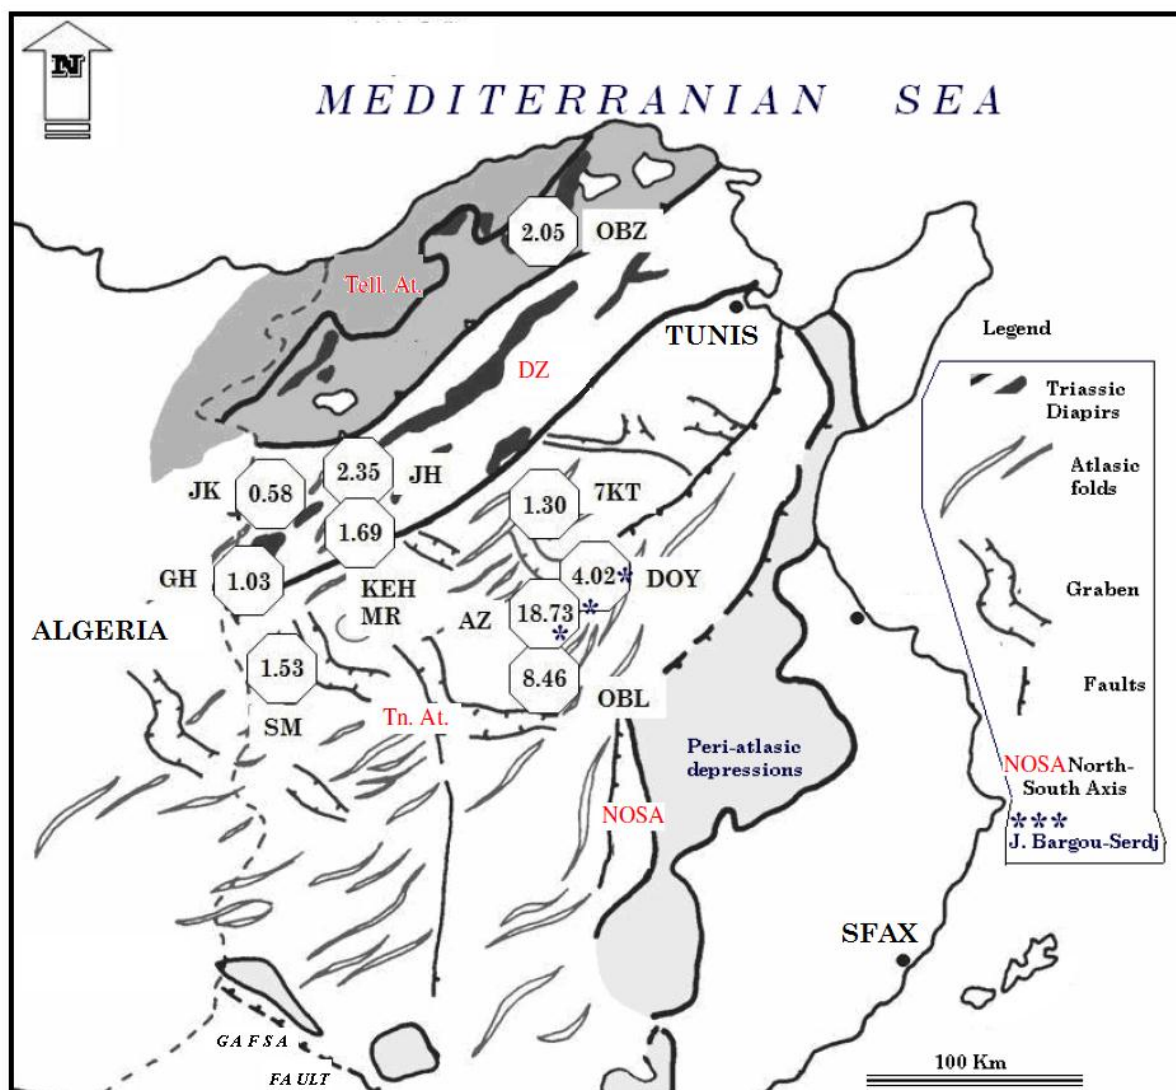 N
MEDITERRANIAN SEA
2.05
OBZ
Tell. At.
TUNIS
DZ
Legend
Triassic
Diapirs
Atlasic
folds
Graben
Faults
NOSA North-
South Axis
***
J. Bargou-Serdj
JK
0.58
2.35
JH
1.30
7KT
1.69
GH
1.03
KEH
MR
4.02*
DOY
ALGERIA
AZ
18.73
*
*
1.53
SM
8.46
OBL
Tn. At.
Peri-atlasic
depressions
NOSA
SFAX
GAFSA
FAULT
100 Km